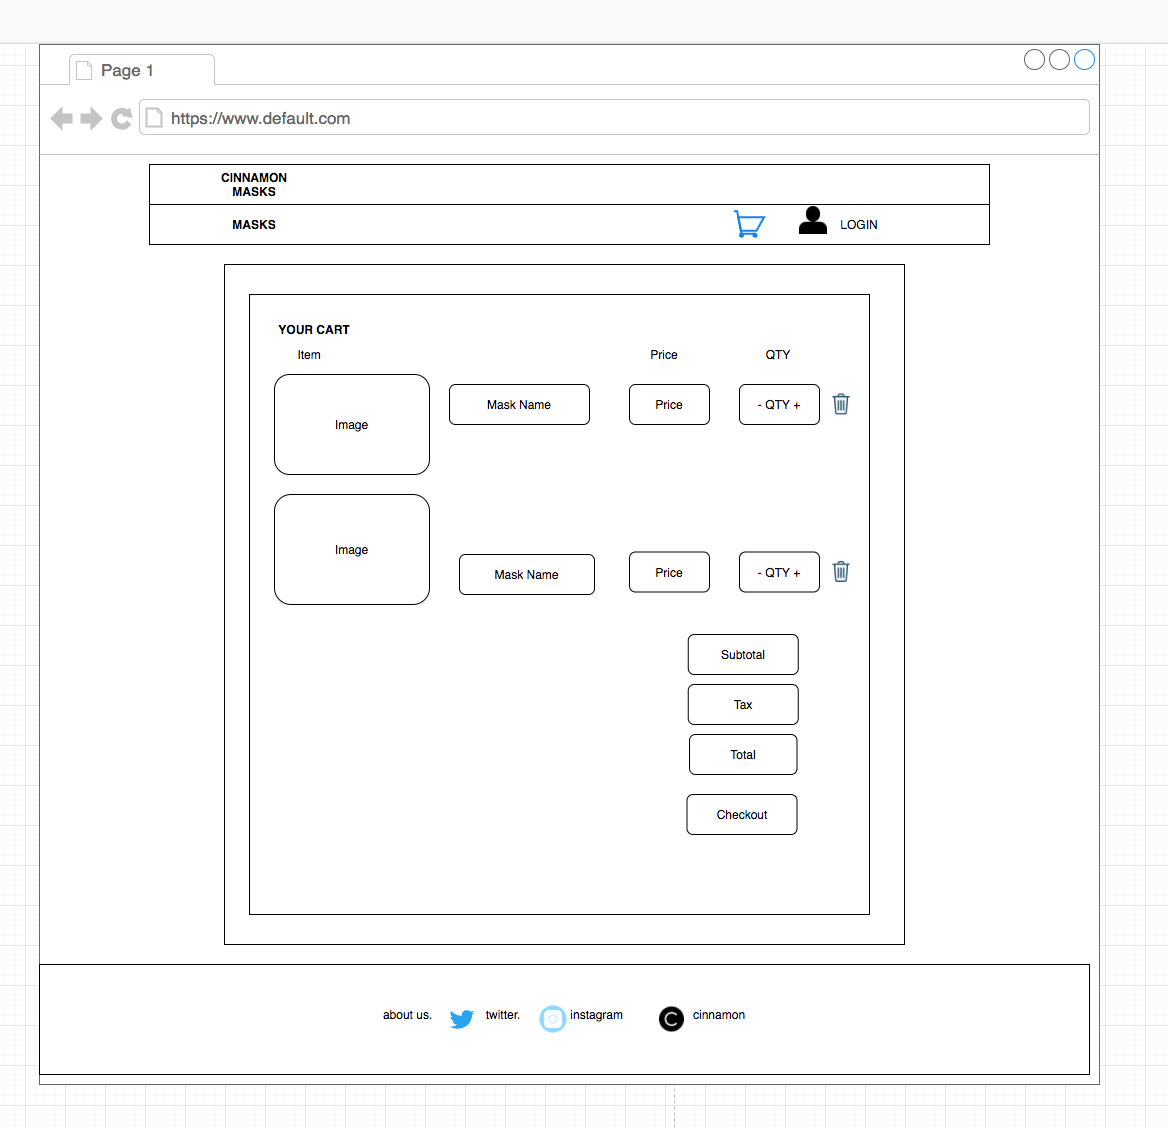 Page 1
https://www.default.com
CINNAMON
MASKS
MASKS
LOGIN
YOUR CART
Item
Price
QTY
Image
Mask Name
Price
- QTY +
Image
Mask Name
Price
- QTY +
Subtotal
Tax
Total
Checkout
about us.
twitter.
instagram
C
cinnamon